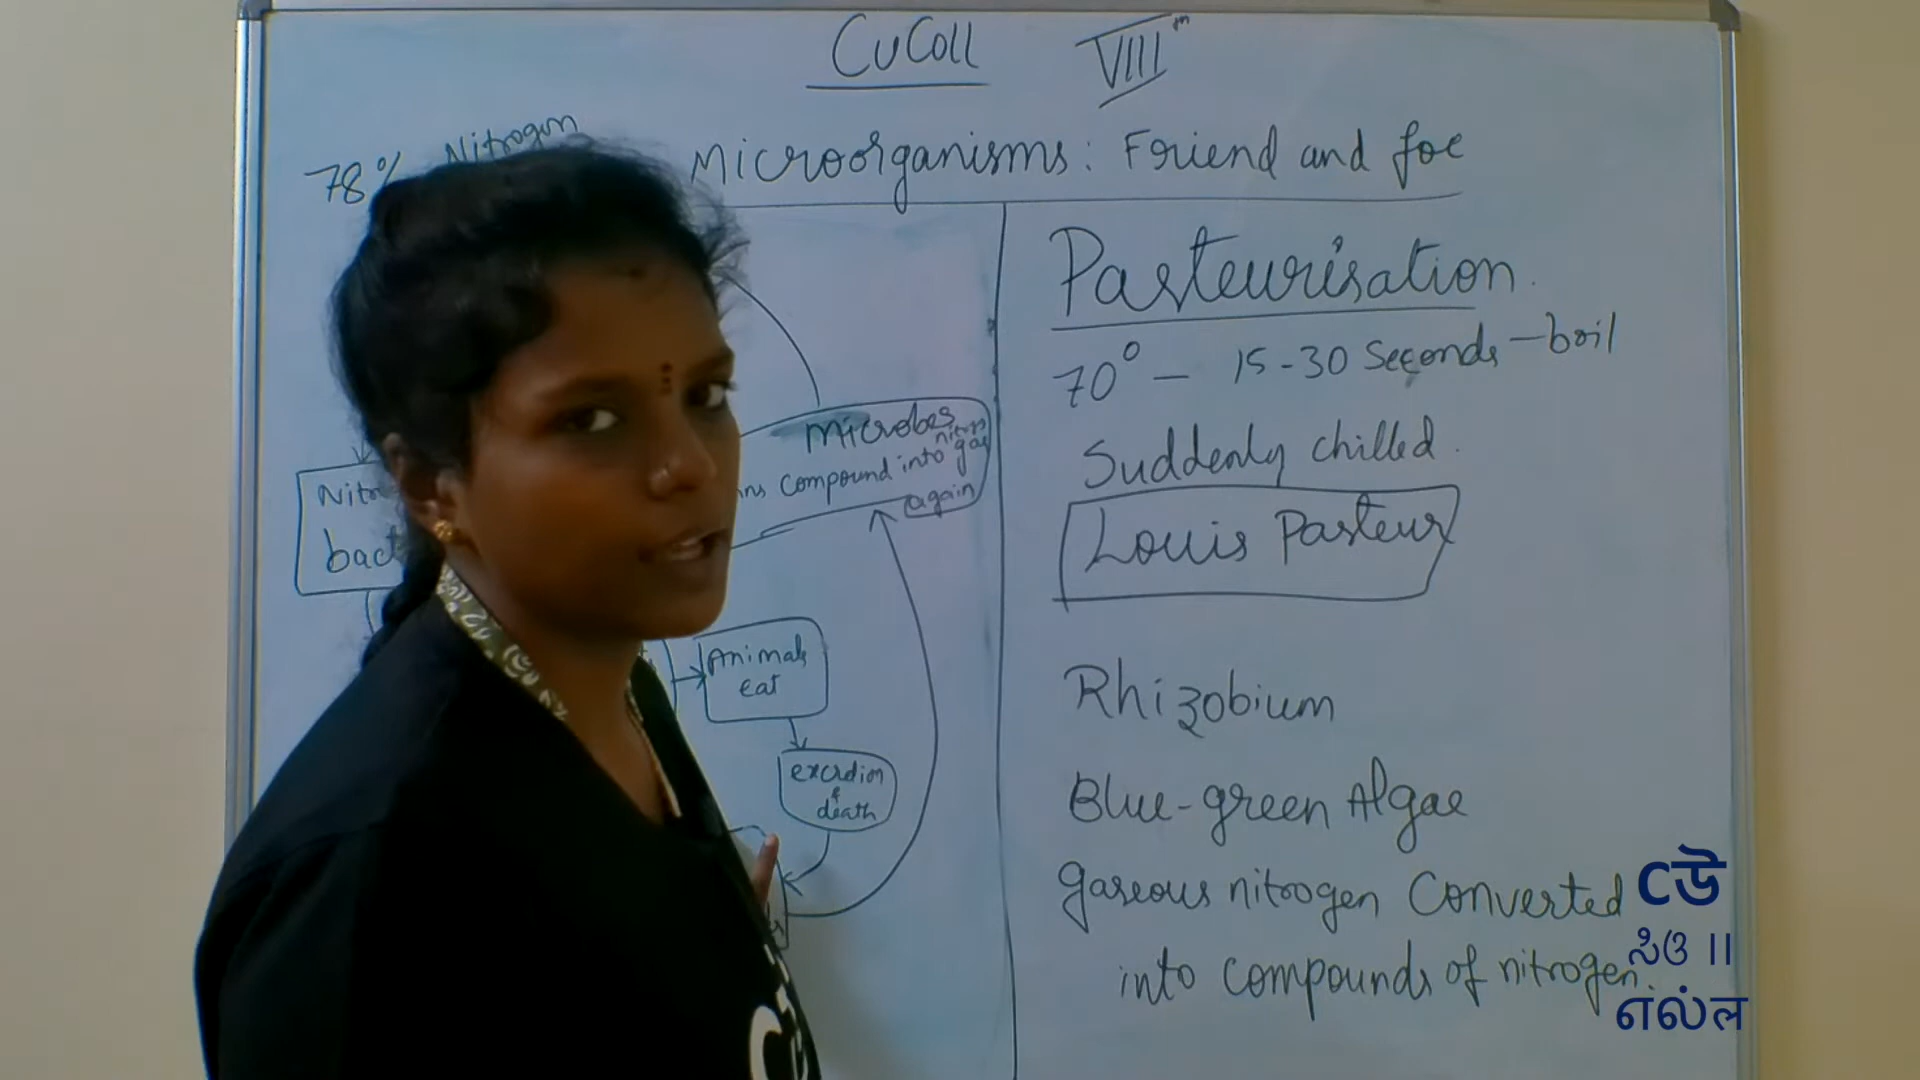 CuColl VIII th
78% Nitrogen
Microorganisms: Friend and foe
Pasteurisation.
70° - 15-30 Seconds - boil
Suddenly chilled.
Louis Pasteur
Rhizobium
Blue-green Algae
gaseous nitrogen Converted
into compounds of nitrogen.
Microbes
compound into gas
again
Animals
eat
excretion
&
death
Cউ
ಸಿಓ ॥
எல்ல